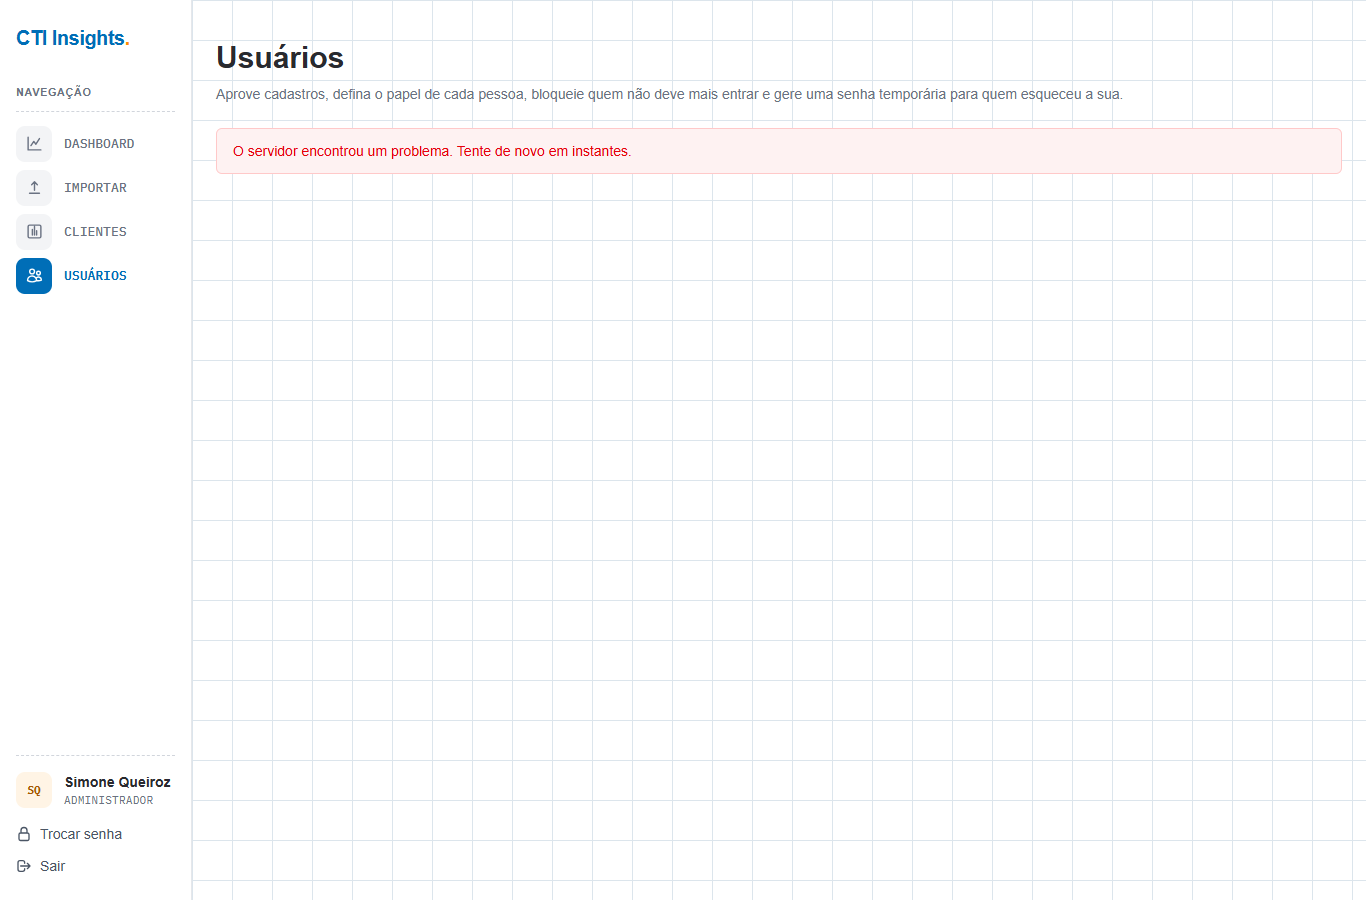 CTI Insights.
NAVEGAÇÃO
DASHBOARD
IMPORTAR
CLIENTES
USUÁRIOS
Usuários
Aprove cadastros, defina o papel de cada pessoa, bloqueie quem não deve mais entrar e gere uma senha temporária para quem esqueceu a sua.
O servidor encontrou um problema. Tente de novo em instantes.
SQ
Simone Queiroz
ADMINISTRADOR
Trocar senha
Sair